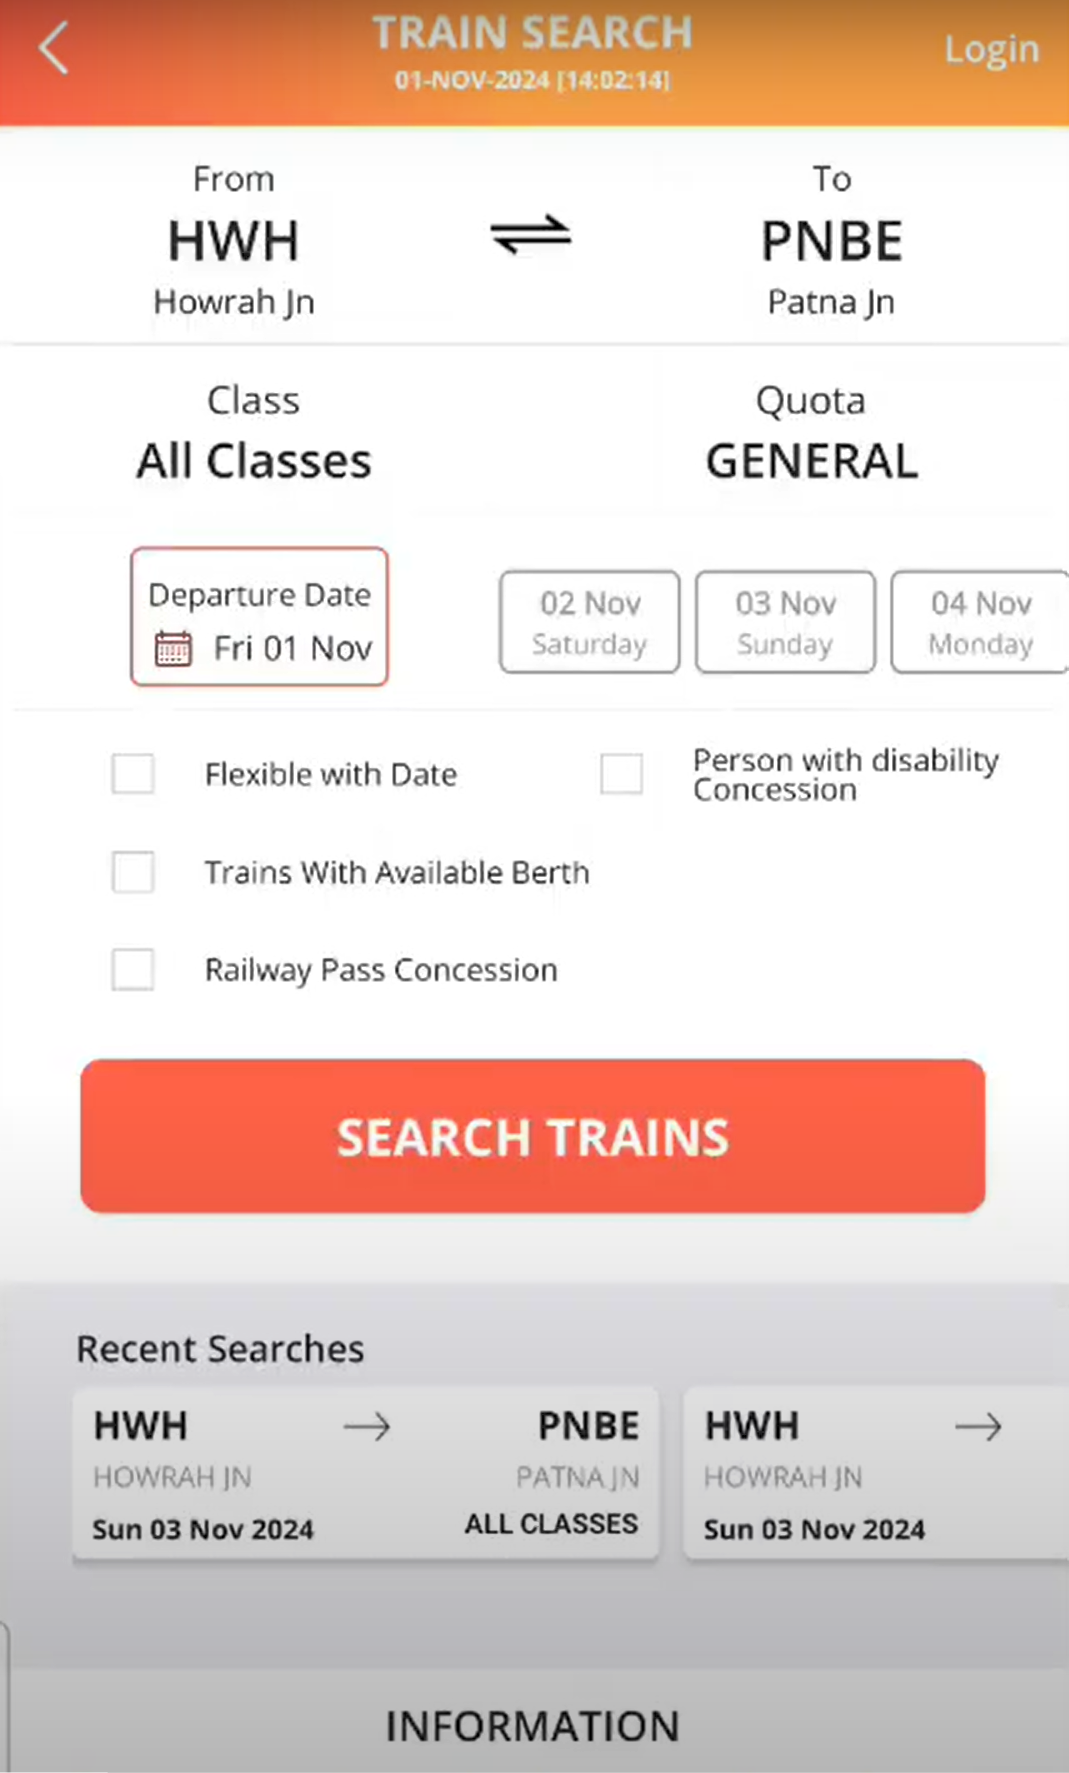 TRAIN SEARCH
Login
01-NOV-2024 [14:02:14]
From
To
HWH
PNBE
Howrah Jn
Patna Jn
Class
Quota
All Classes
GENERAL
Departure Date
Fri 01 Nov
02 Nov
Saturday
03 Nov
Sunday
04 Nov
Monday
Flexible with Date
Person with disability
Concession
Trains With Available Berth
Railway Pass Concession
SEARCH TRAINS
Recent Searches
HWH
PNBE
HOWRAH JN
PATNA JN
Sun 03 Nov 2024
ALL CLASSES
HWH
HOWRAH JN
Sun 03 Nov 2024
INFORMATION